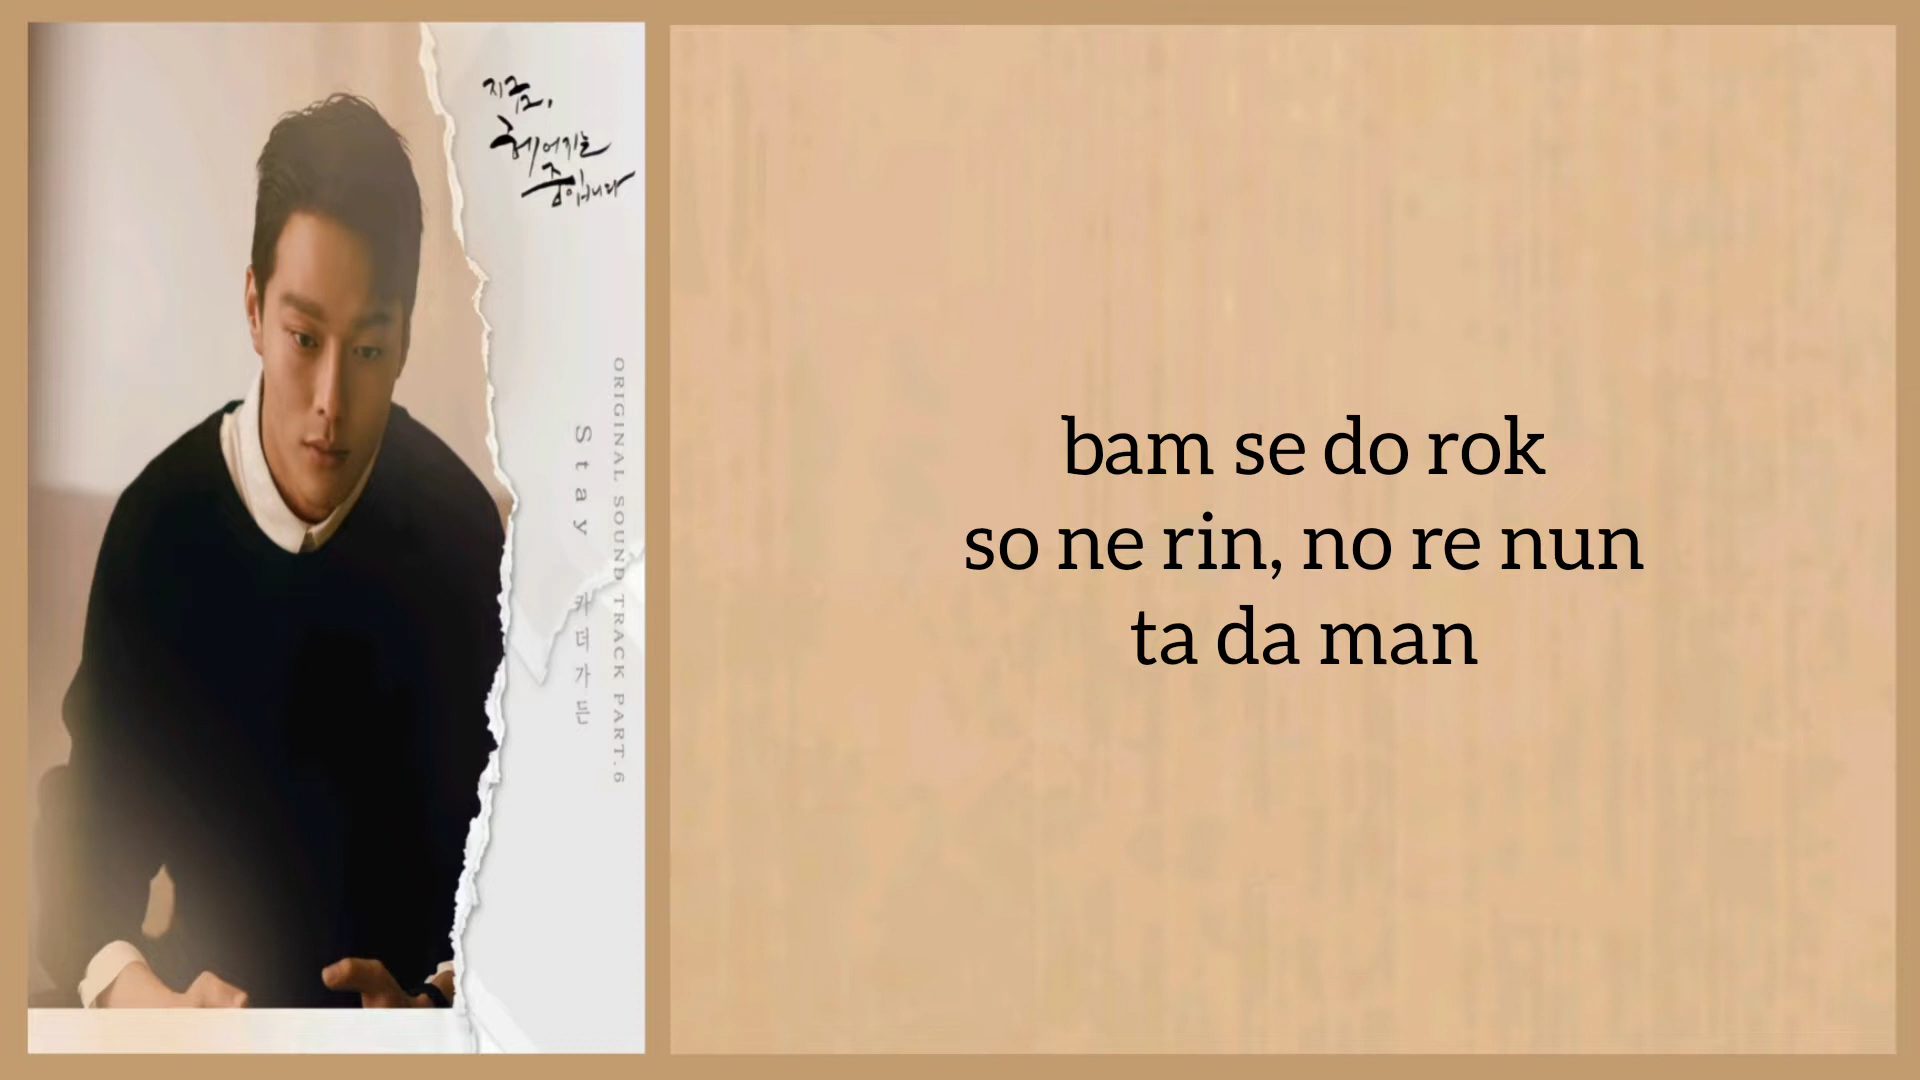 지금,
헤어지는
중입니다
ORIGINAL SOUND TRACK PART.6
Stay 카더가든
bam se do rok
so ne rin, no re nun
ta da man